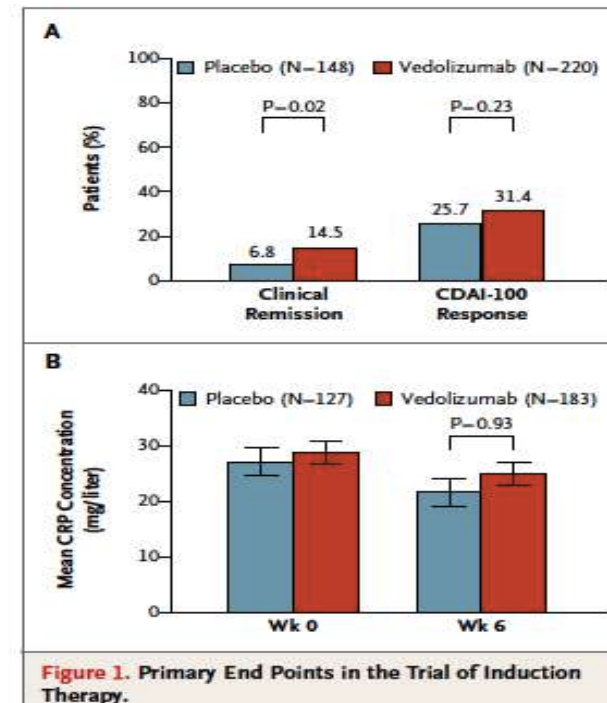 A
Placebo (N–148) Vedolizumab (N–220)
P–0.02 P–0.23
Patients (%)
100
80
60
40
20
0
6.8 14.5 25.7 31.4
Clinical Remission
CDAI-100 Response
B
Placebo (N–127) Vedolizumab (N–183)
P–0.93
Mean CRP Concentration
(mg/liter)
40
30
20
10
0
Wk 0 Wk 6
Figure 1. Primary End Points in the Trial of Induction
Therapy.